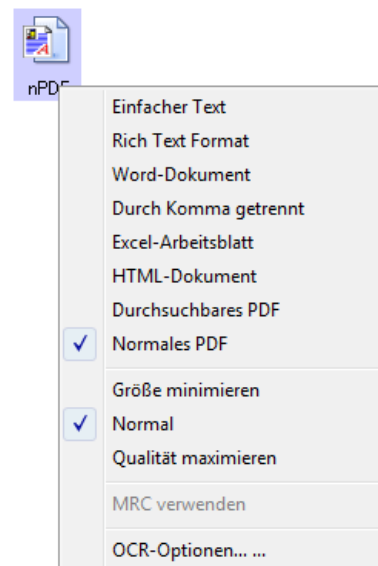 nPDF
Einfacher Text
Rich Text Format
Word-Dokument
Durch Komma getrennt
Excel-Arbeitsblatt
HTML-Dokument
Durchsuchbares PDF
Normales PDF
Größe minimieren
Normal
Qualität maximieren
MRC verwenden
OCR-Optionen... ...